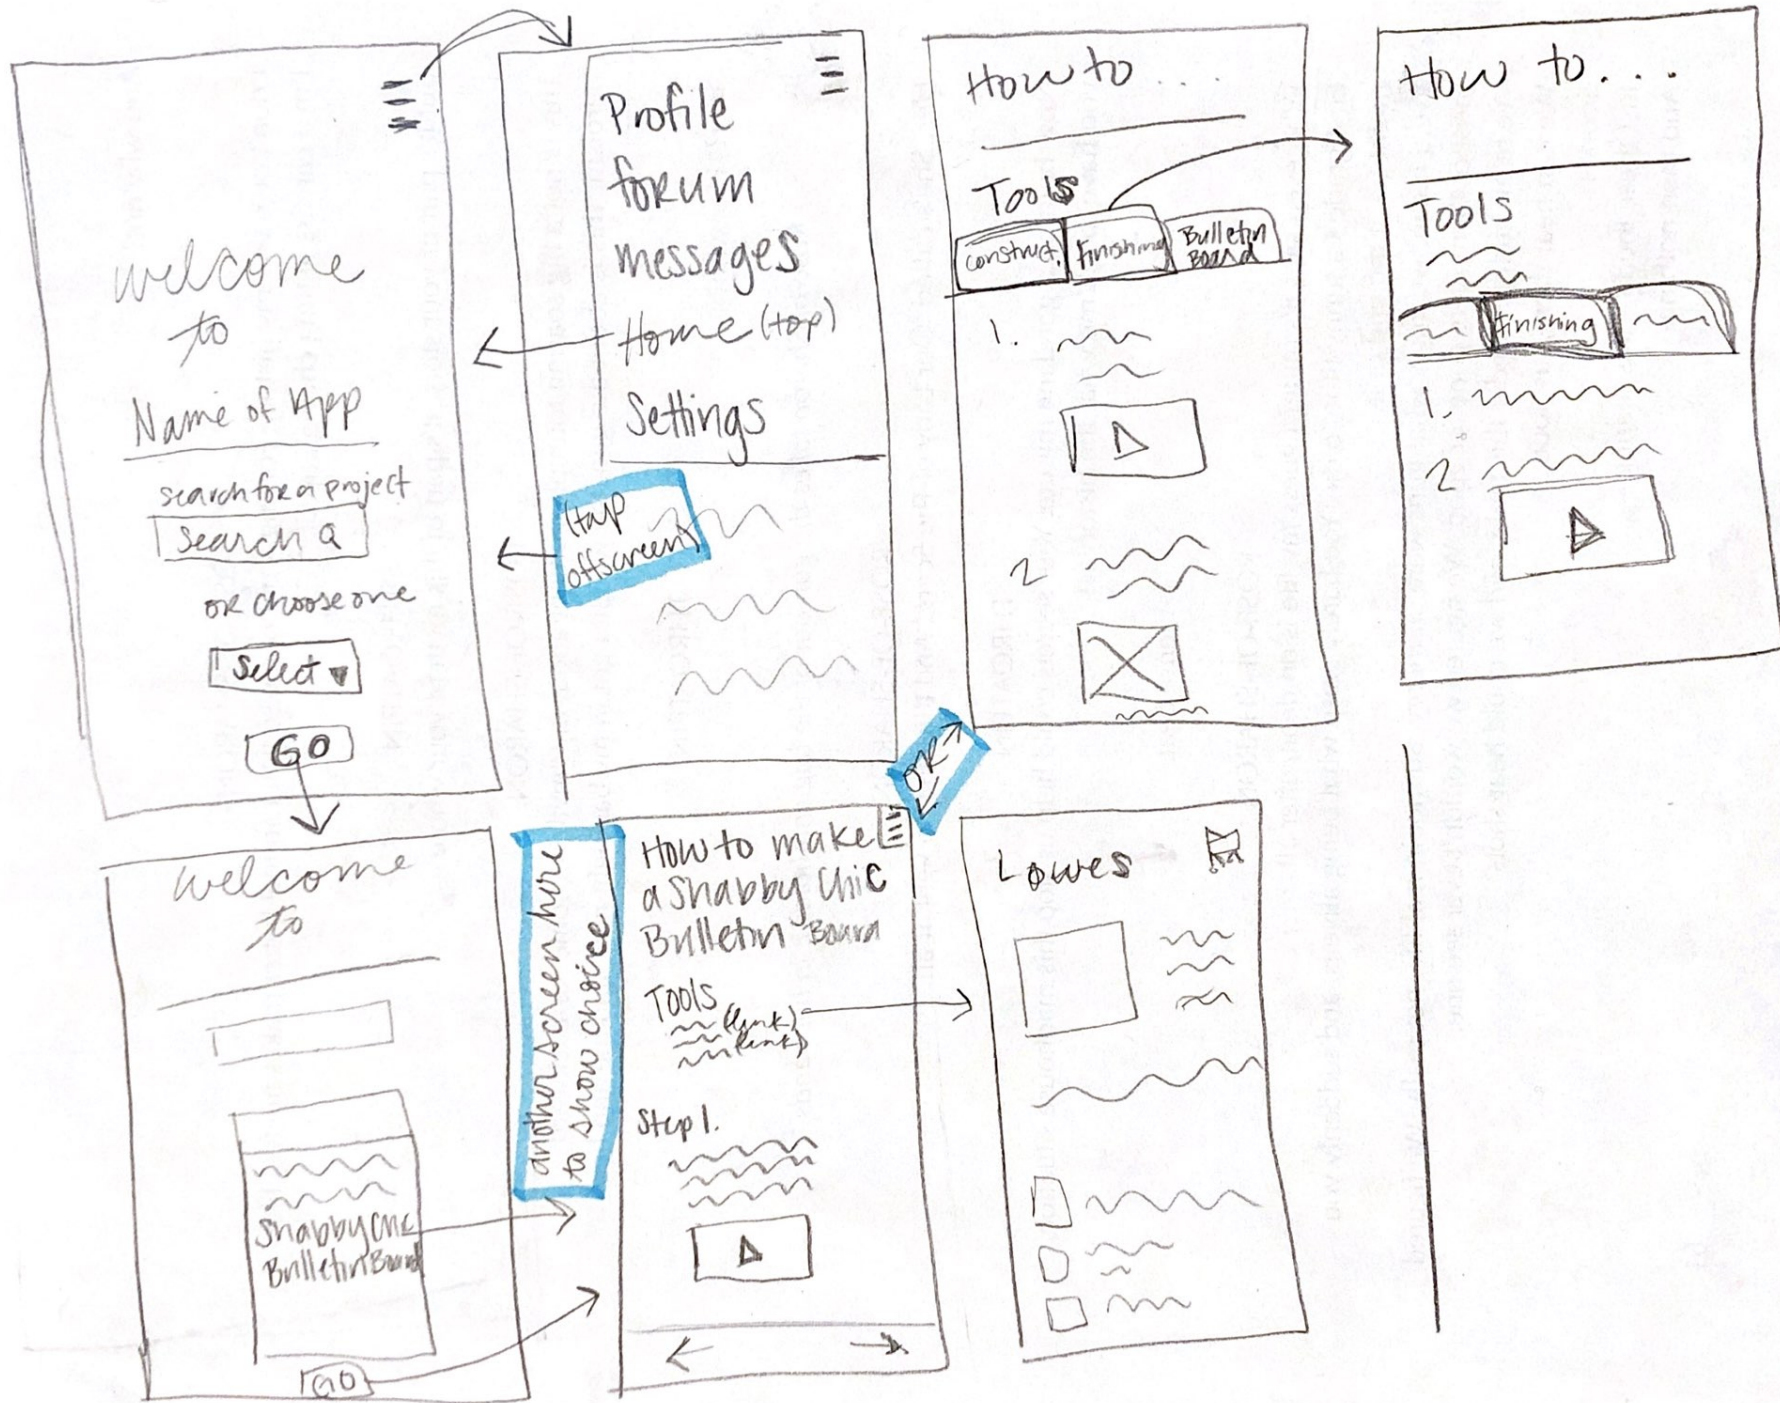 welcome
to
Name of App
search for a project
Search
OR choose one
Select
GO
Profile
forum
messages
Home (top)
Settings
(tap
offscreen)
How to ...
Tools
construct.
finishing
Bulletin
Board
1.
2
How to...
Tools
finishing
1.
2
welcome
to
Shabby Chic
Bulletin Board
GO
another screen here
to show choice
OR
How to make
a Shabby Chic
Bulletin Board
Tools
(link)
(link)
Step 1.
Lowes